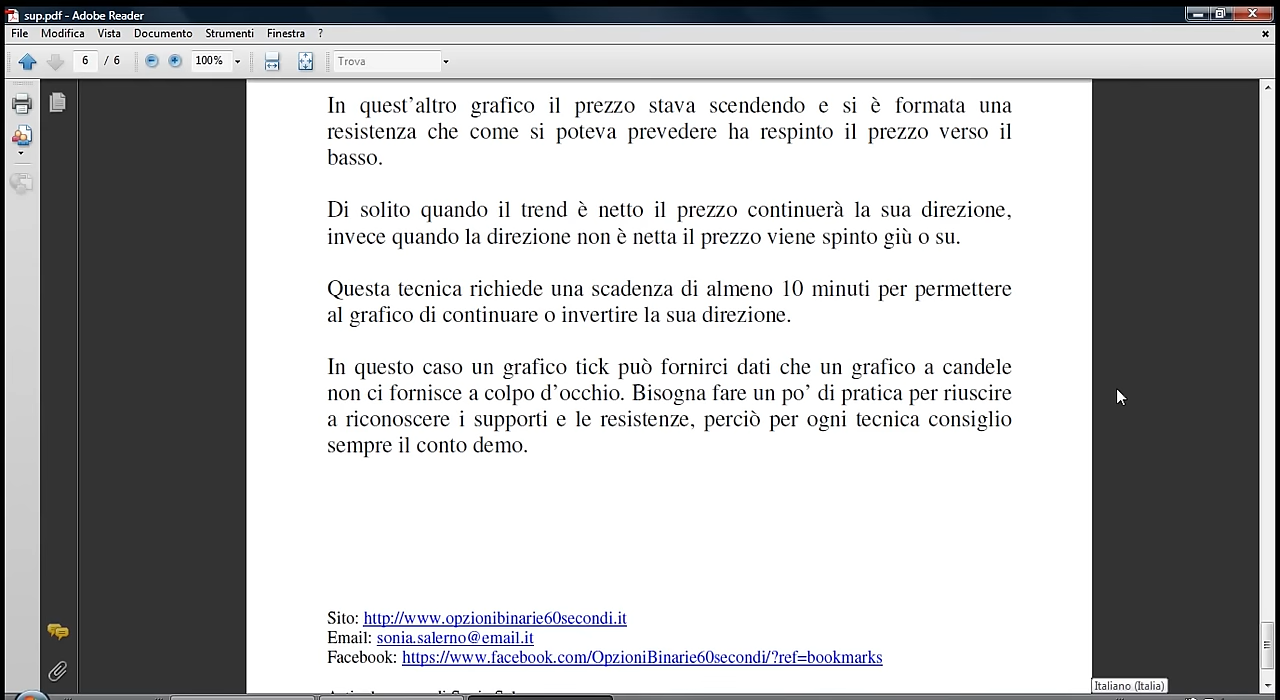 sup.pdf - Adobe Reader
File Modifica Vista Documento Strumenti Finestra ?
6 / 6 100% Trova
In quest'altro grafico il prezzo stava scendendo e si è formata una
resistenza che come si poteva prevedere ha respinto il prezzo verso il
basso.
Di solito quando il trend è netto il prezzo continuerà la sua direzione,
invece quando la direzione non è netta il prezzo viene spinto giù o su.
Questa tecnica richiede una scadenza di almeno 10 minuti per permettere
al grafico di continuare o invertire la sua direzione.
In questo caso un grafico tick può fornirci dati che un grafico a candele
non ci fornisce a colpo d'occhio. Bisogna fare un po' di pratica per riuscire
a riconoscere i supporti e le resistenze, perciò per ogni tecnica consiglio
sempre il conto demo.
Sito: http://www.opzionibinarie60secondi.it
Email: sonia.salerno@email.it
Facebook: https://www.facebook.com/OpzioniBinarie60secondi/?ref=bookmarks
Italiano (Italia)